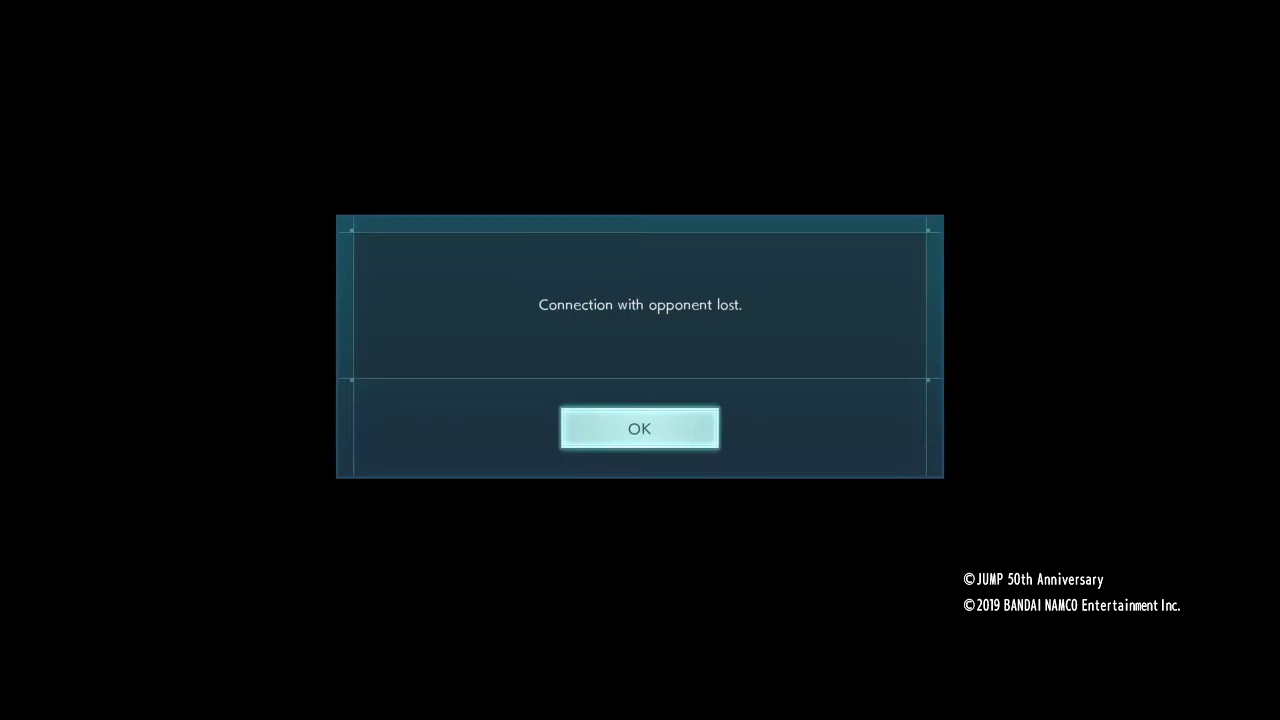 Connection with opponent lost.
OK
©JUMP 50th Anniversary
©2019 BANDAI NAMCO Entertainment Inc.